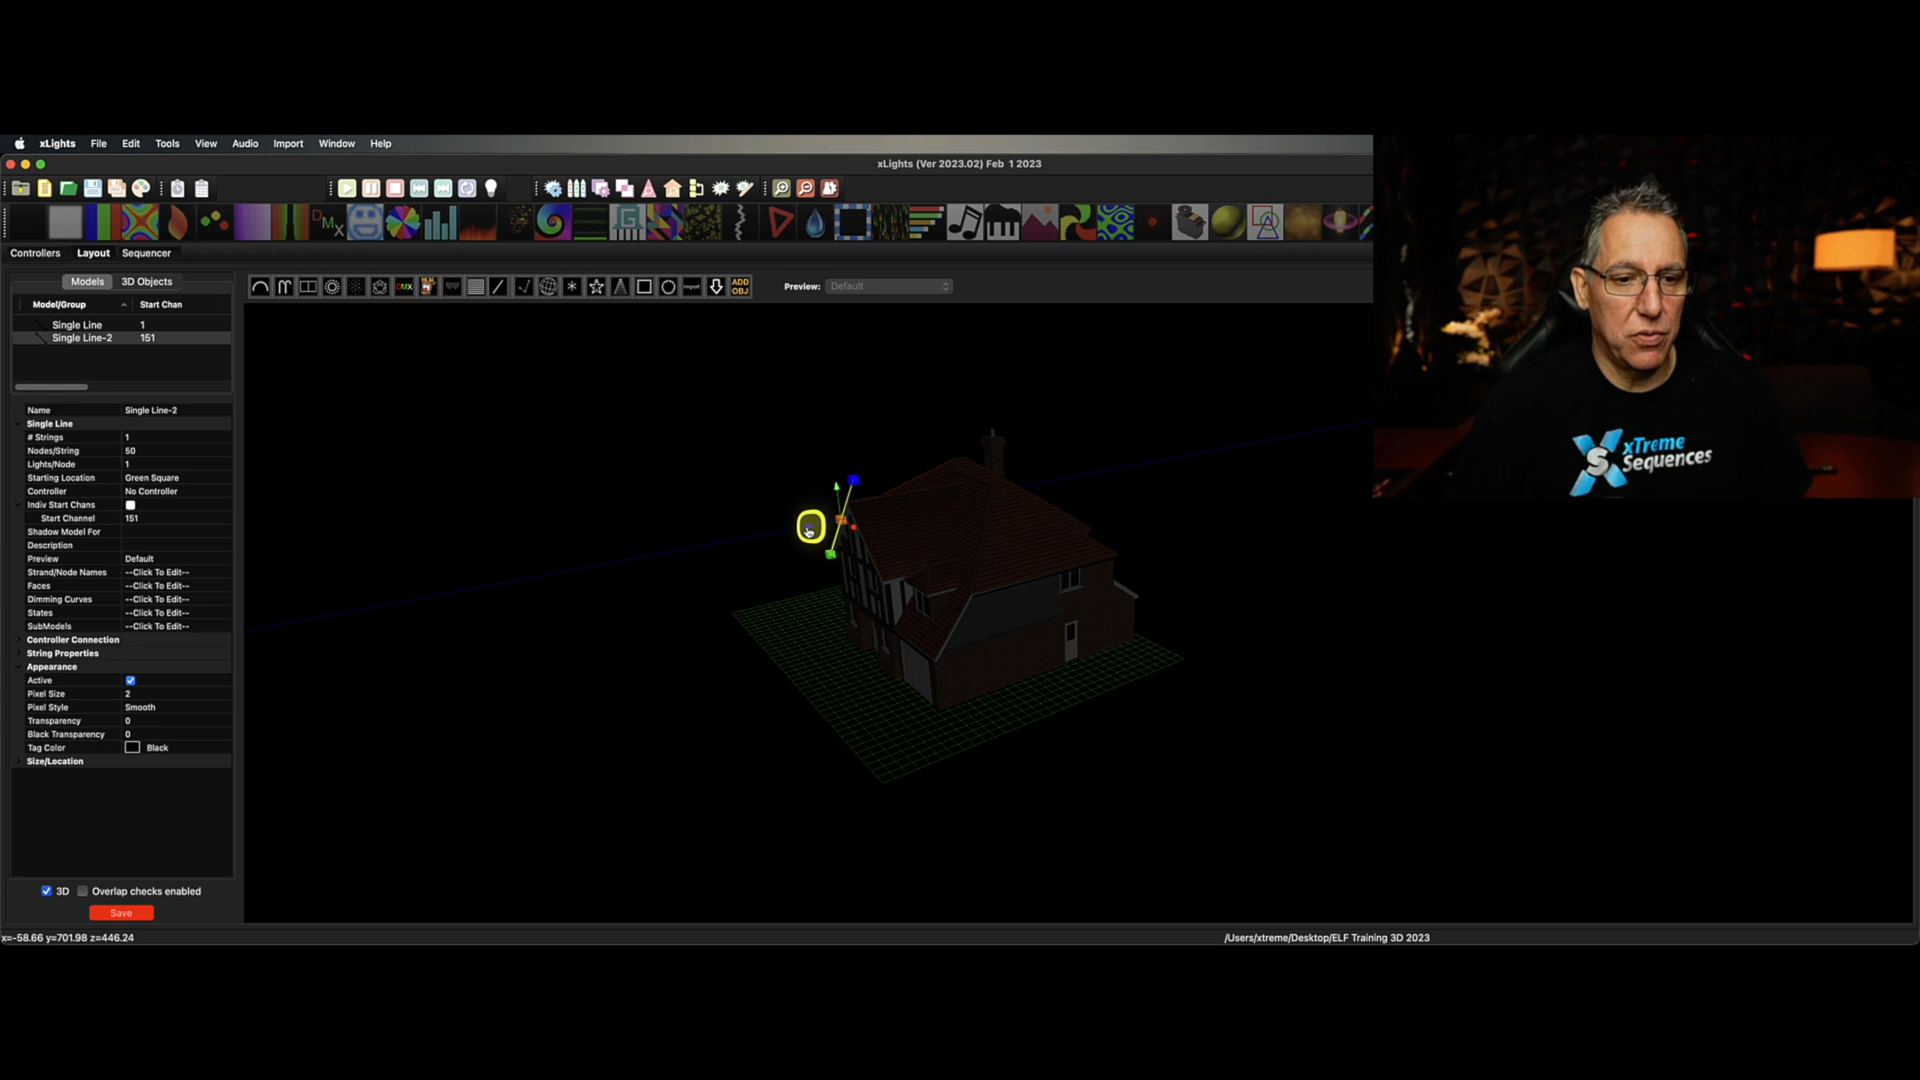 xLights File Edit Tools View Audio Import Window Help
xLights (Ver 2023.02) Feb 1 2023
DMX
Controllers Layout Sequencer
Models 3D Objects
DMX
Import
ADD OBJ
Preview: Default
Model/Group Start Chan
Single Line 1
Single Line-2 151
Name Single Line-2
Single Line
# Strings 1
Nodes/String 50
Lights/Node 1
Starting Location Green Square
Controller No Controller
Indiv Start Chans
Start Channel 151
Shadow Model For
Description
Preview Default
Strand/Node Names --Click To Edit--
Faces --Click To Edit--
Dimming Curves --Click To Edit--
States --Click To Edit--
SubModels --Click To Edit--
Controller Connection
String Properties
Appearance
Active
Pixel Size 2
Pixel Style Smooth
Transparency 0
Black Transparency 0
Tag Color Black
Size/Location
3D Overlap checks enabled
Save
x=-58.66 y=701.98 z=446.24
/Users/xtreme/Desktop/ELF Training 3D 2023
XS xTreme
Sequences